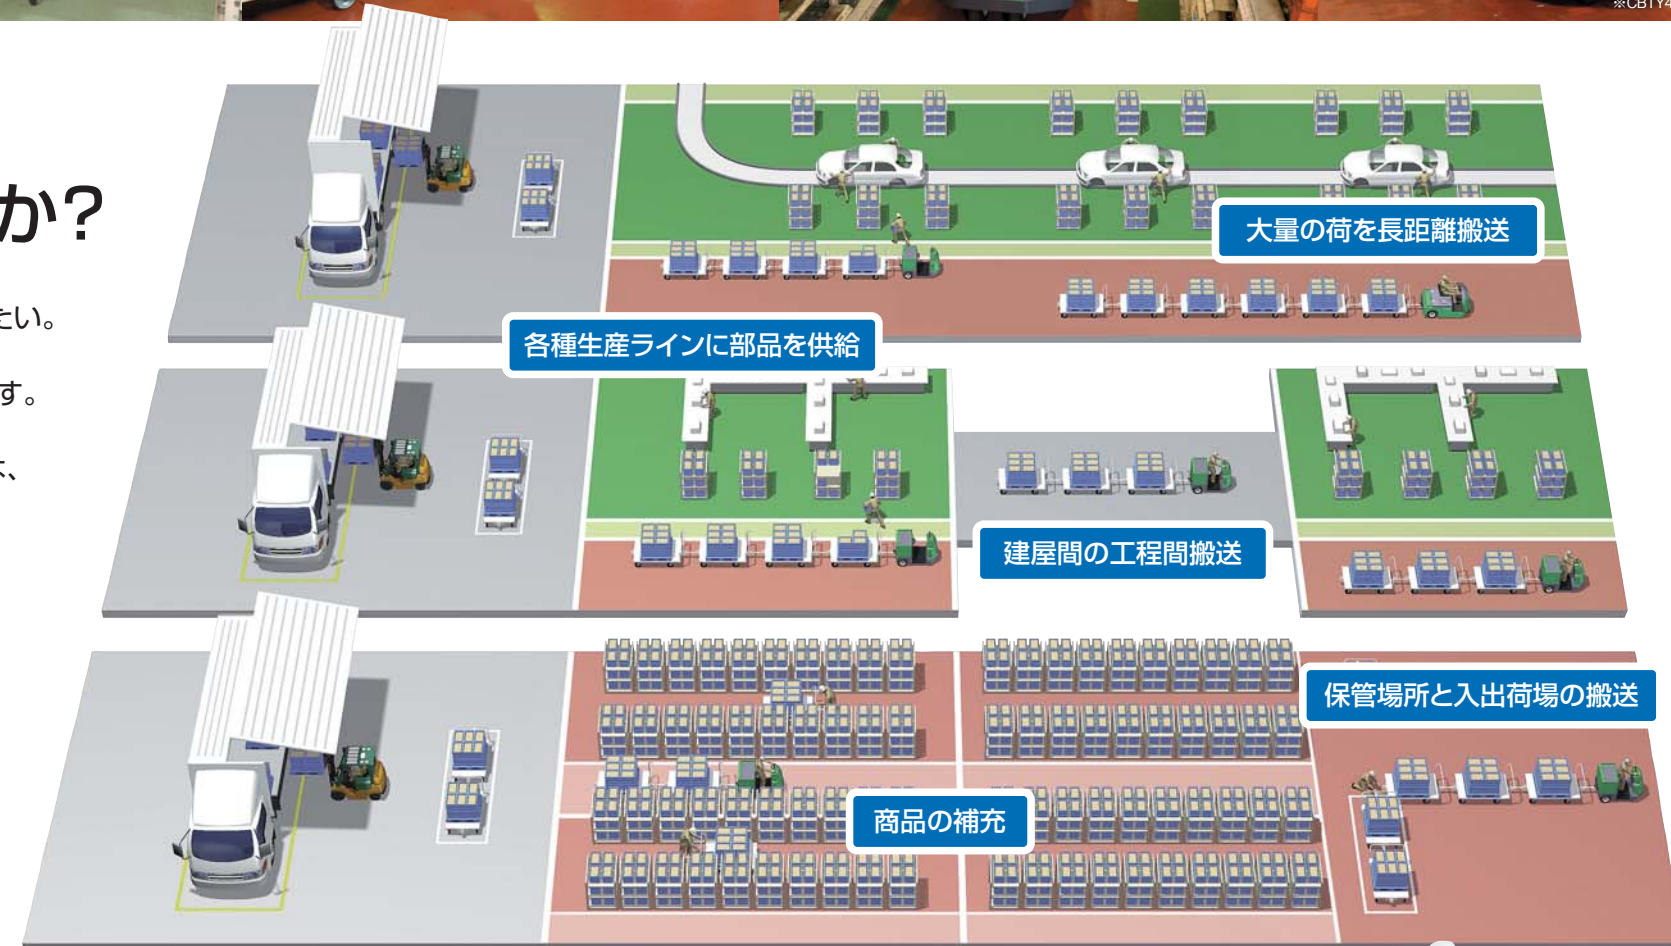 ※CBTY4
か?
たい。
す。
は、
大量の荷を長距離搬送
各種生産ラインに部品を供給
建屋間の工程間搬送
保管場所と入出荷場の搬送
商品の補充